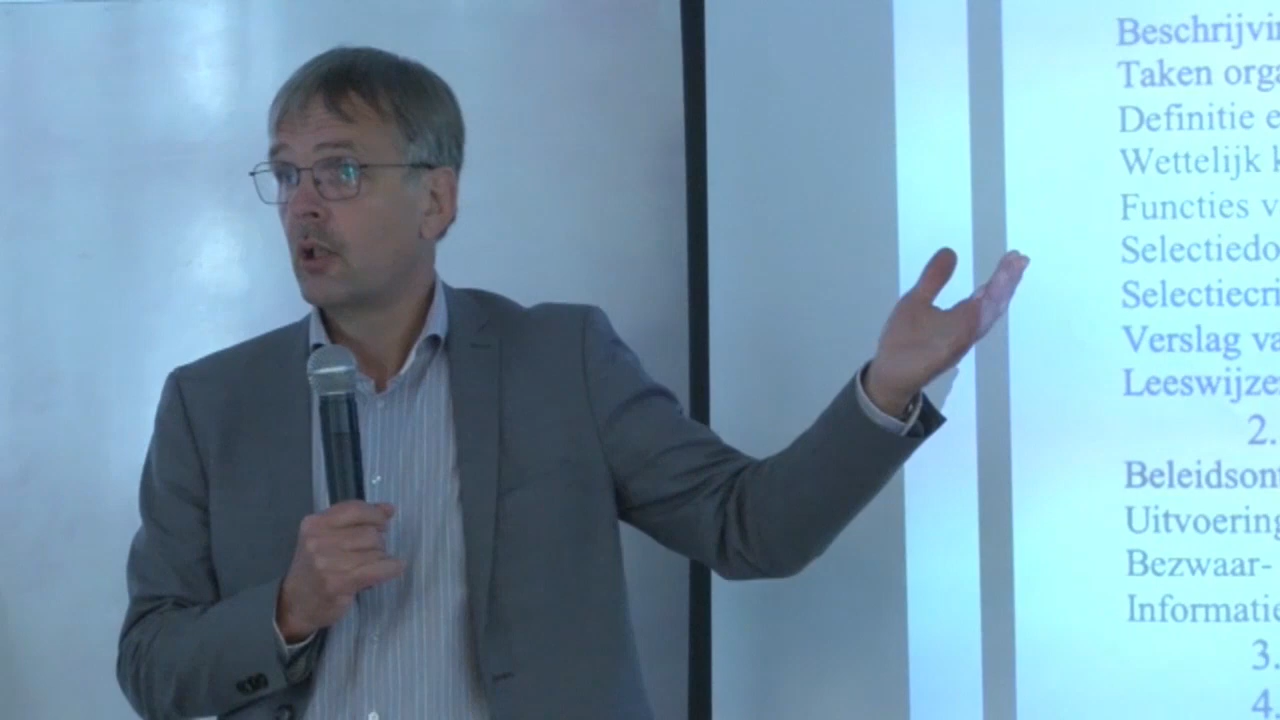 Beschrijvin
Taken orga
Definitie e
Wettelijk k
Functies v
Selectiedo
Selectiecri
Verslag va
Leeswijze
2.
Beleidsont
Uitvoering
Bezwaar-
Informatie
3.
4.